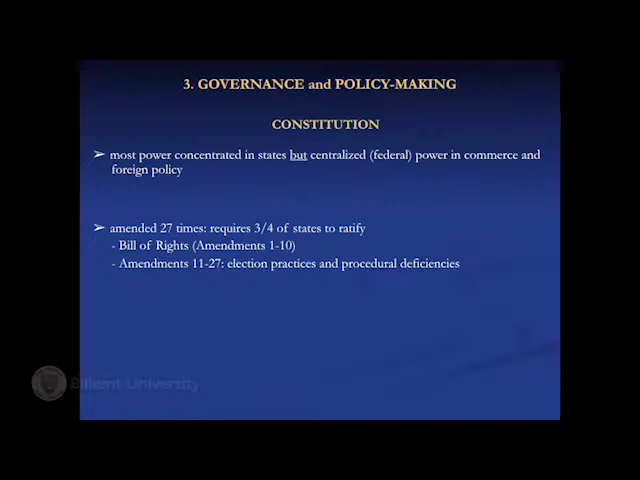 3. GOVERNANCE and POLICY-MAKING
CONSTITUTION
➢ most power concentrated in states but centralized (federal) power in commerce and
foreign policy
➢ amended 27 times: requires 3/4 of states to ratify
- Bill of Rights (Amendments 1-10)
- Amendments 11-27: election practices and procedural deficiencies
Bilkent University